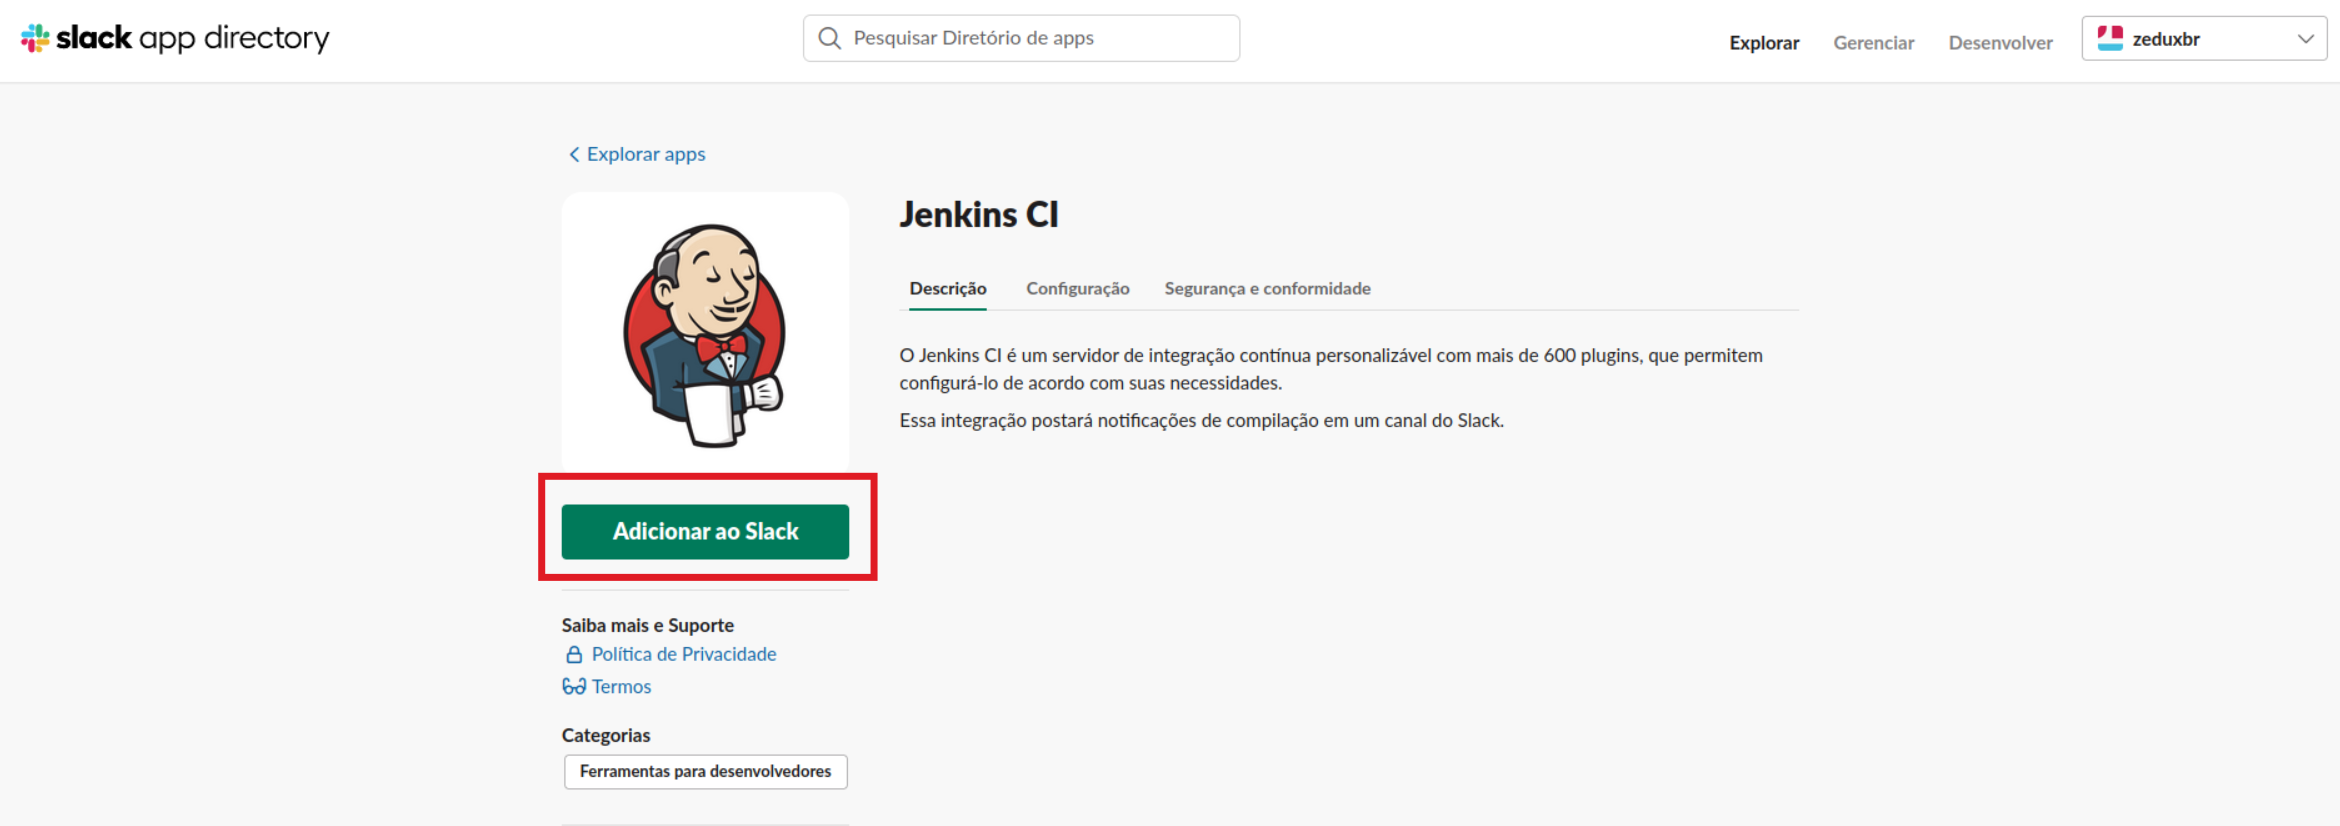 slack app directory
Pesquisar Diretório de apps
Explorar
Gerenciar
Desenvolver
zeduxbr
Explorar apps
Jenkins CI
Descrição
Configuração
Segurança e conformidade
O Jenkins CI é um servidor de integração contínua personalizável com mais de 600 plugins, que permitem
configurá-lo de acordo com suas necessidades.
Essa integração postará notificações de compilação em um canal do Slack.
Adicionar ao Slack
Saiba mais e Suporte
Política de Privacidade
Termos
Categorias
Ferramentas para desenvolvedores